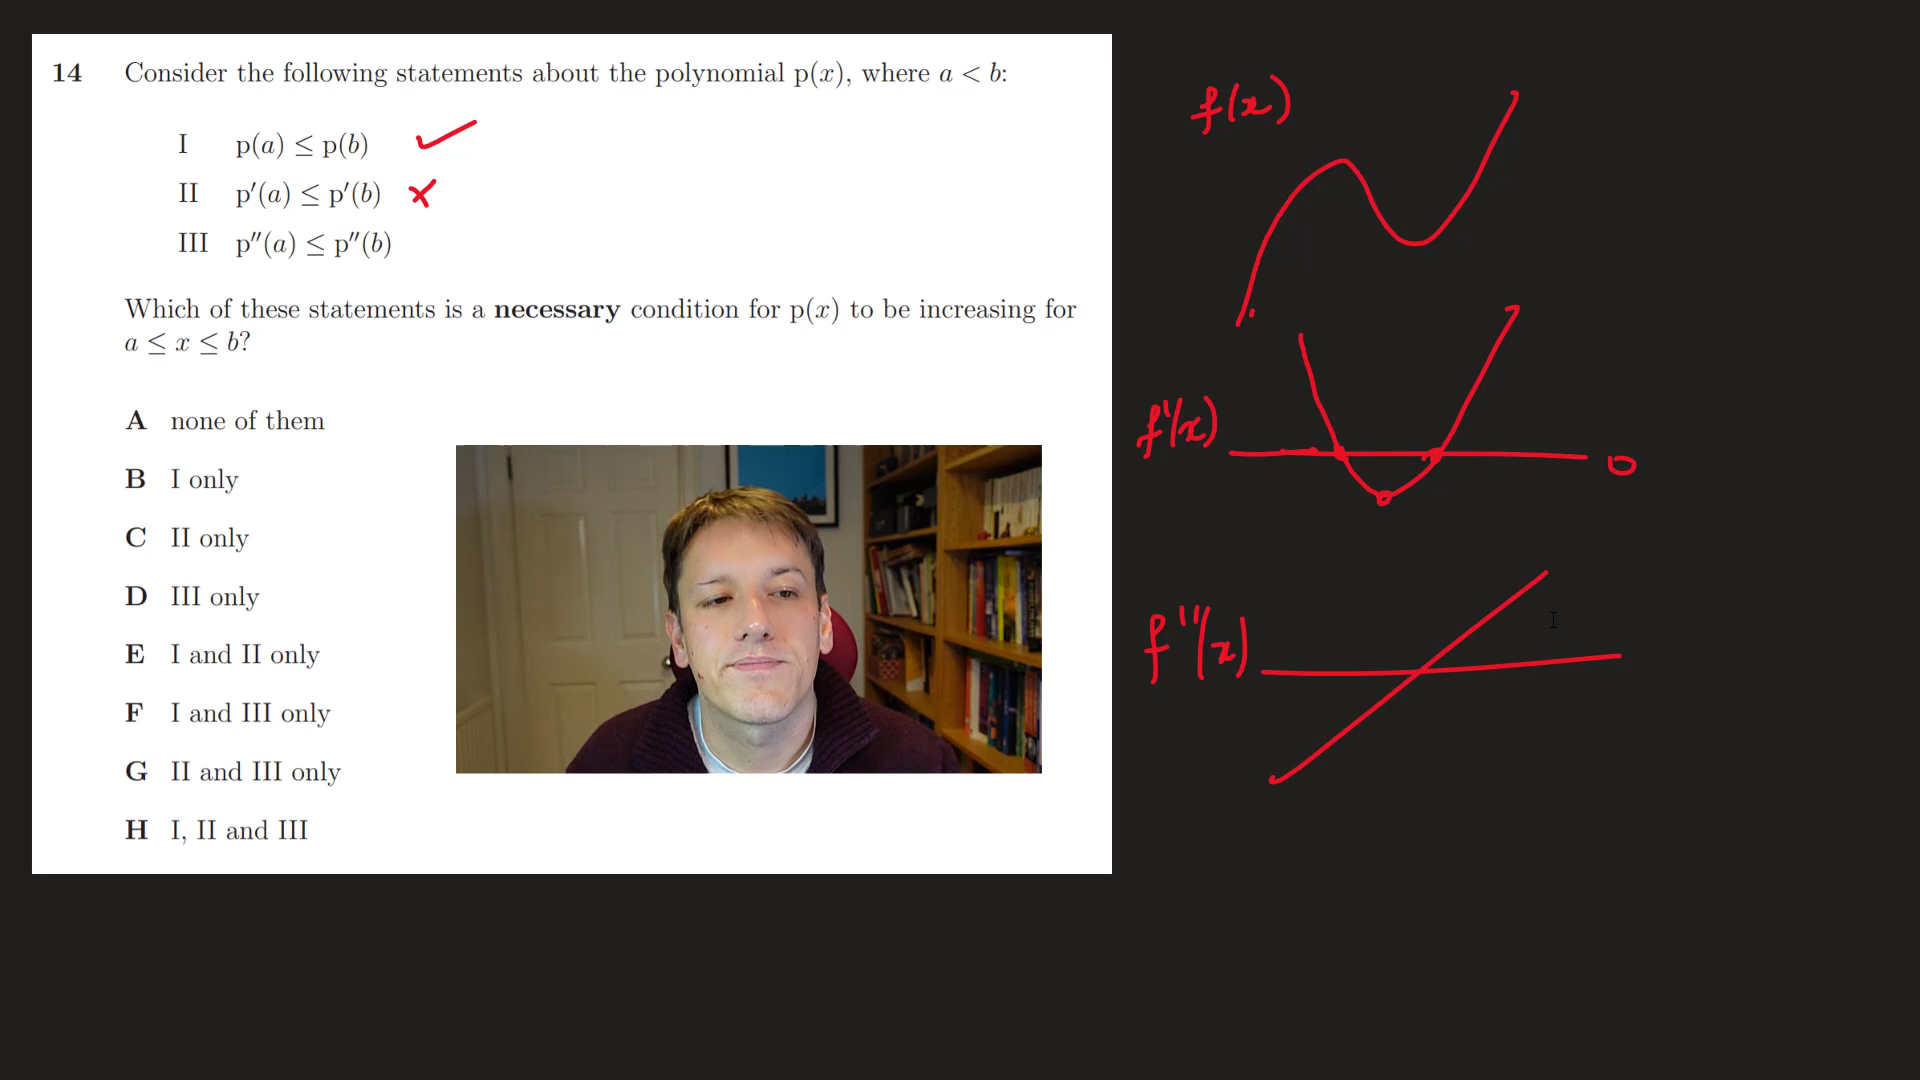 14 Consider the following statements about the polynomial p(x), where a < b:
I p(a) ≤ p(b) ✓
II p′(a) ≤ p′(b) ✗
III p″(a) ≤ p″(b)
Which of these statements is a necessary condition for p(x) to be increasing for
a ≤ x ≤ b?
A none of them
B I only
C II only
D III only
E I and II only
F I and III only
G II and III only
H I, II and III
f(x)
f'(x)
0
f''(x)